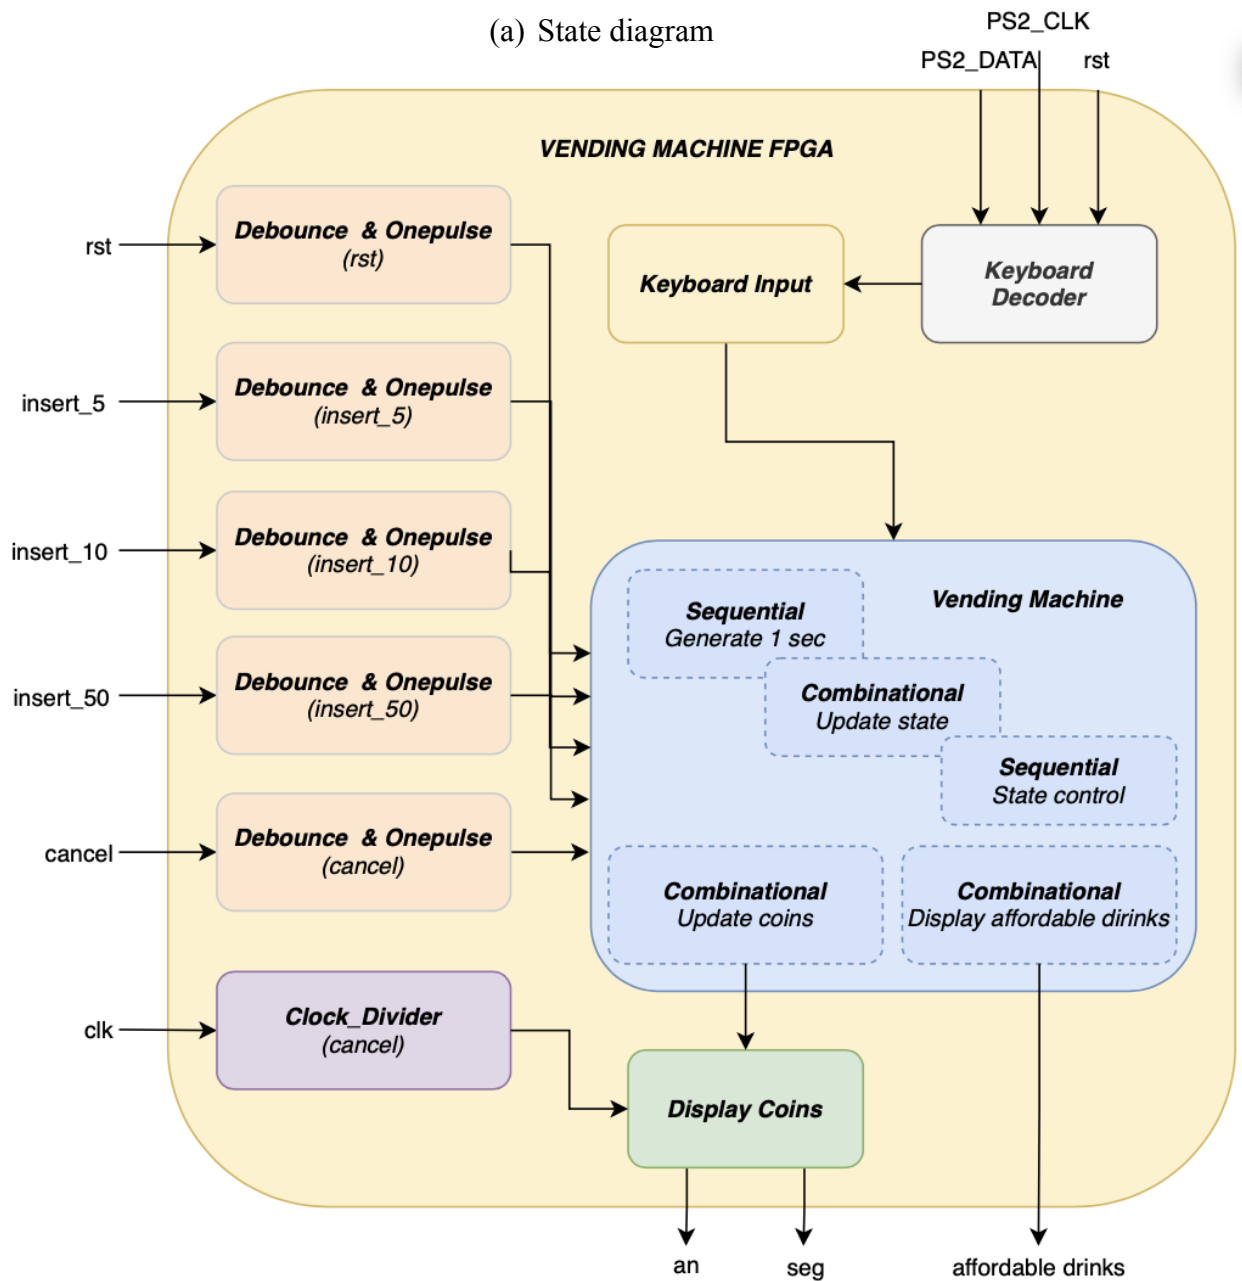 (a) State diagram
PS2_CLK
PS2_DATA
rst
VENDING MACHINE FPGA
rst
Debounce & Onepulse
(rst)
Keyboard Input
Keyboard
Decoder
insert_5
Debounce & Onepulse
(insert_5)
insert_10
Debounce & Onepulse
(insert_10)
insert_50
Debounce & Onepulse
(insert_50)
cancel
Debounce & Onepulse
(cancel)
Vending Machine
Sequential
Generate 1 sec
Combinational
Update state
Sequential
State control
Combinational
Update coins
Combinational
Display affordable dirinks
clk
Clock_Divider
(cancel)
Display Coins
an
seg
affordable drinks